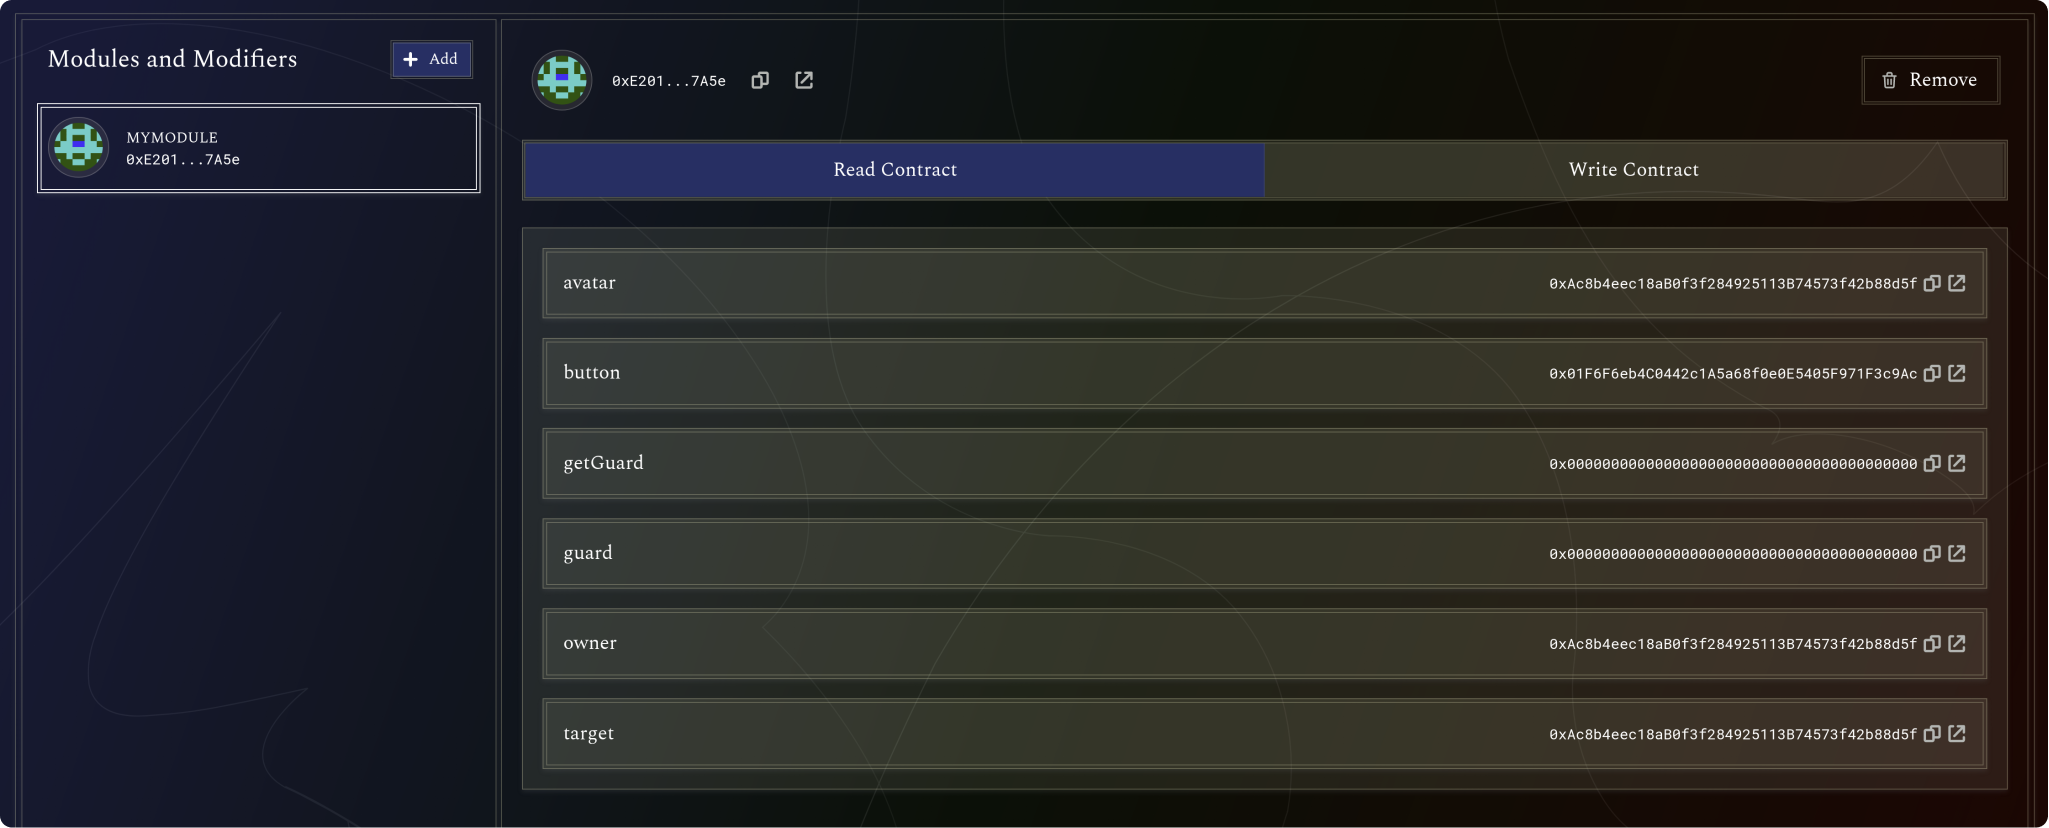 Modules and Modifiers
Add
MYMODULE
0xE201...7A5e
0xE201...7A5e
Remove
Read Contract
Write Contract
avatar 0xAc8b4eec18aB0f3f284925113B74573f42b88d5f
button 0x01F6F6eb4C0442c1A5a68f0e0E5405F971F3c9Ac
getGuard 0x0000000000000000000000000000000000000000
guard 0x0000000000000000000000000000000000000000
owner 0xAc8b4eec18aB0f3f284925113B74573f42b88d5f
target 0xAc8b4eec18aB0f3f284925113B74573f42b88d5f